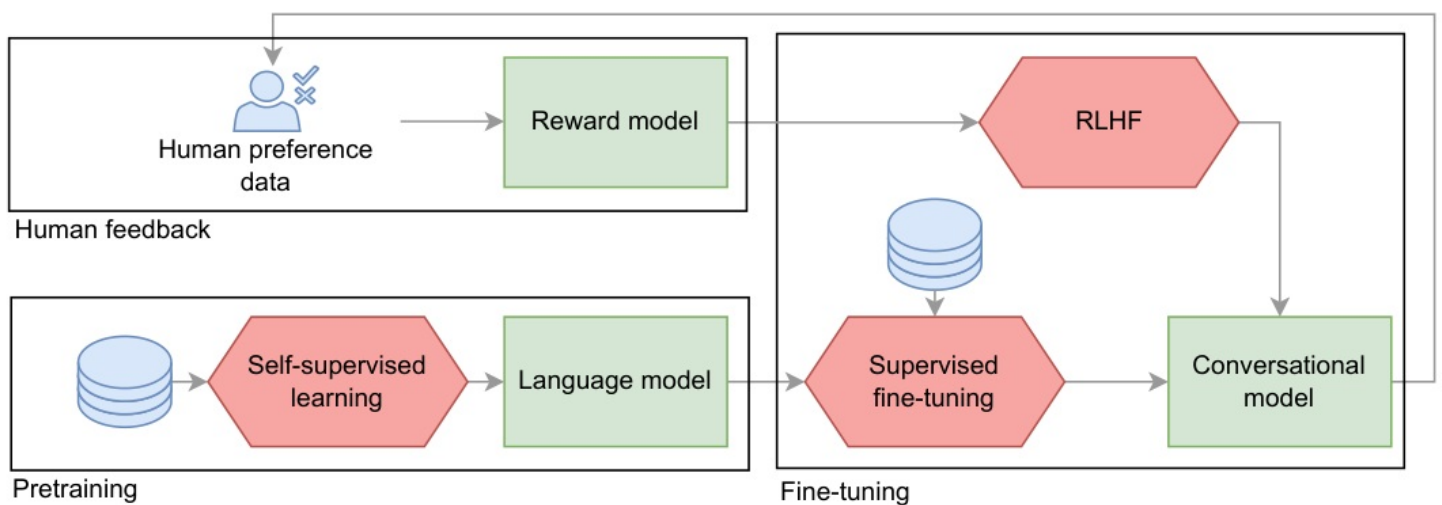 Human preference
data
Reward model
RLHF
Human feedback
Self-supervised
learning
Language model
Supervised
fine-tuning
Conversational
model
Pretraining
Fine-tuning